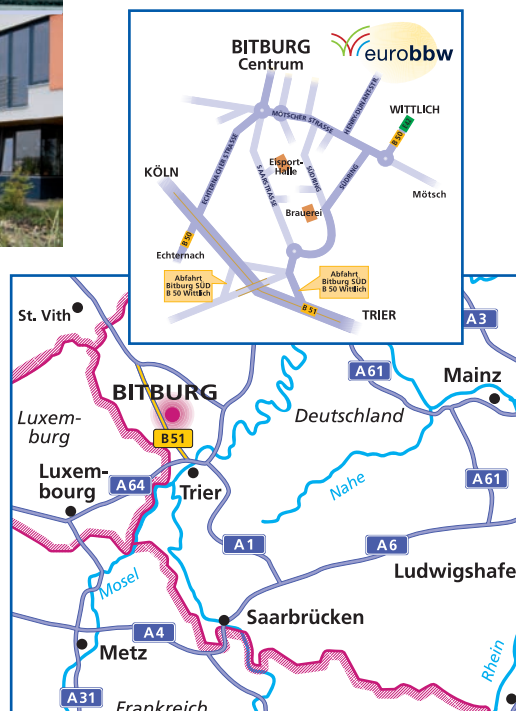 BITBURG
Centrum
eurobbw
MÖTSCHER STRASSE
HENRY-DUNANT-STR.
WITTLICH
B 50
A60
ECHTERNACHER STRASSE
Eisport-
Halle
SAARSTRASSE
SÜDRING
SÜDRING
KÖLN
Mötsch
Brauerei
B 50
Echternach
Abfahrt
Bitburg SÜD
B 50 Wittlich
Abfahrt
Bitburg SÜD
B 50 Wittlich
B 51
TRIER
St. Vith
A3
A61
Mainz
BITBURG
Luxem-
burg
Deutschland
B51
Luxem-
bourg
A64
Trier
Nahe
A61
A1
A6
Ludwigshafe
Mosel
Saarbrücken
A4
Metz
Rhein
A31
Frankreich